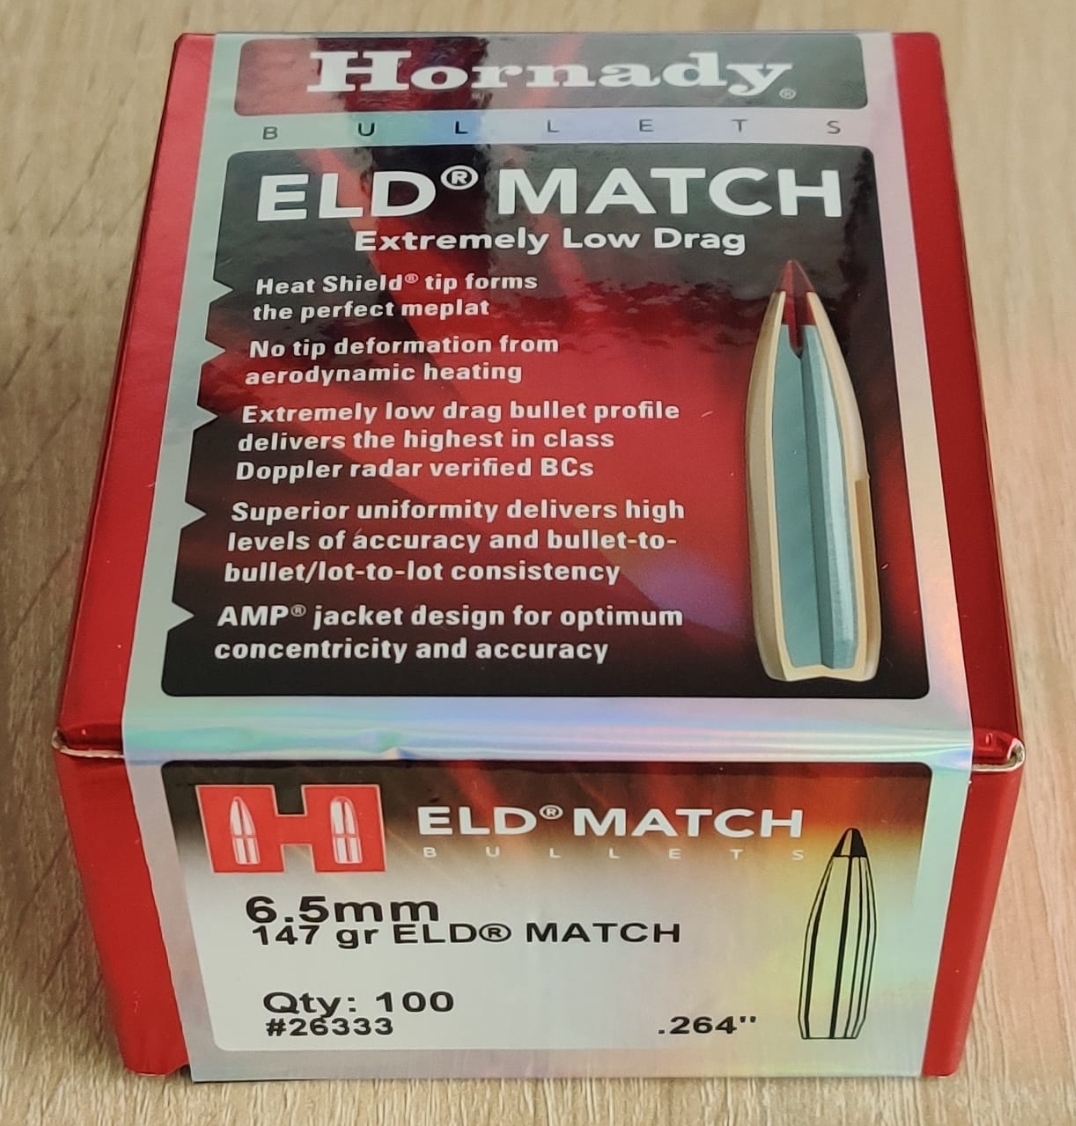 Hornady®
BULLETS
ELD® MATCH
Extremely Low Drag
Heat Shield® tip forms
the perfect meplat
No tip deformation from
aerodynamic heating
Extremely low drag bullet profile
delivers the highest in class
Doppler radar verified BCs
Superior uniformity delivers high
levels of accuracy and bullet-to-
bullet/lot-to-lot consistency
AMP® jacket design for optimum
concentricity and accuracy
H ELD® MATCH
BULLETS
6.5mm
147 gr ELD® MATCH
Qty: 100
#26333 .264"